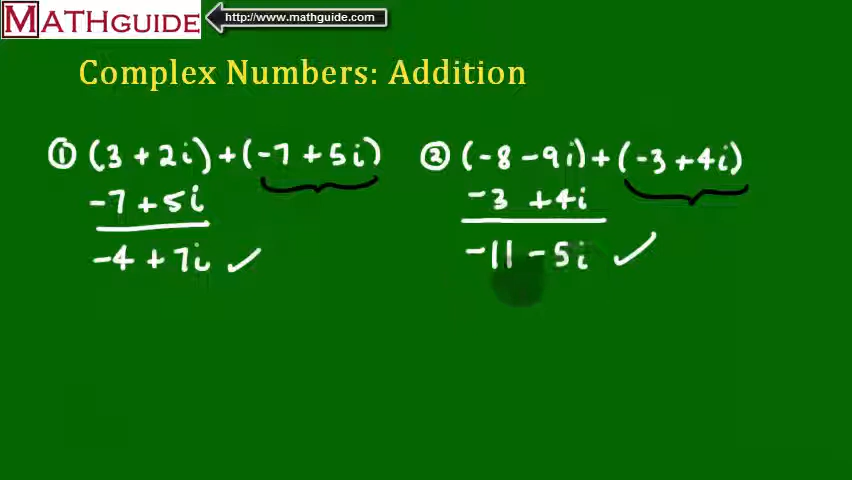 MATHGUIDE
http://www.mathguide.com
Complex Numbers: Addition
① (3 + 2i) + (-7 + 5i)
-7 + 5i
-4 + 7i ✓
② (-8 - 9i) + (-3 + 4i)
-3 + 4i
-11 - 5i ✓